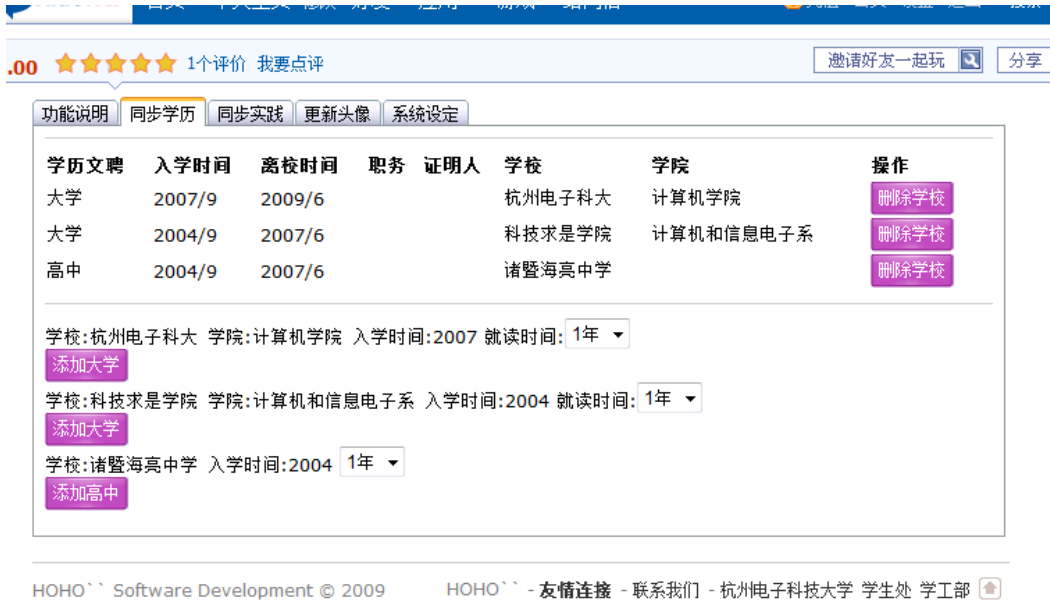 .00 1个评价 我要点评 邀请好友一起玩 分享
功能说明 同步学历 同步实践 更新头像 系统设定
学历文聘 入学时间 离校时间 职务 证明人 学校 学院 操作
大学 2007/9 2009/6 杭州电子科大 计算机学院 删除学校
大学 2004/9 2007/6 科技求是学院 计算机和信息电子系 删除学校
高中 2004/9 2007/6 诸暨海亮中学 删除学校
学校:杭州电子科大 学院:计算机学院 入学时间:2007 就读时间: 1年
添加大学
学校:科技求是学院 学院:计算机和信息电子系 入学时间:2004 就读时间: 1年
添加大学
学校:诸暨海亮中学 入学时间:2004 1年
添加高中
HOHO`` Software Development © 2009 HOHO`` - 友情连接 - 联系我们 - 杭州电子科技大学 学生处 学工部